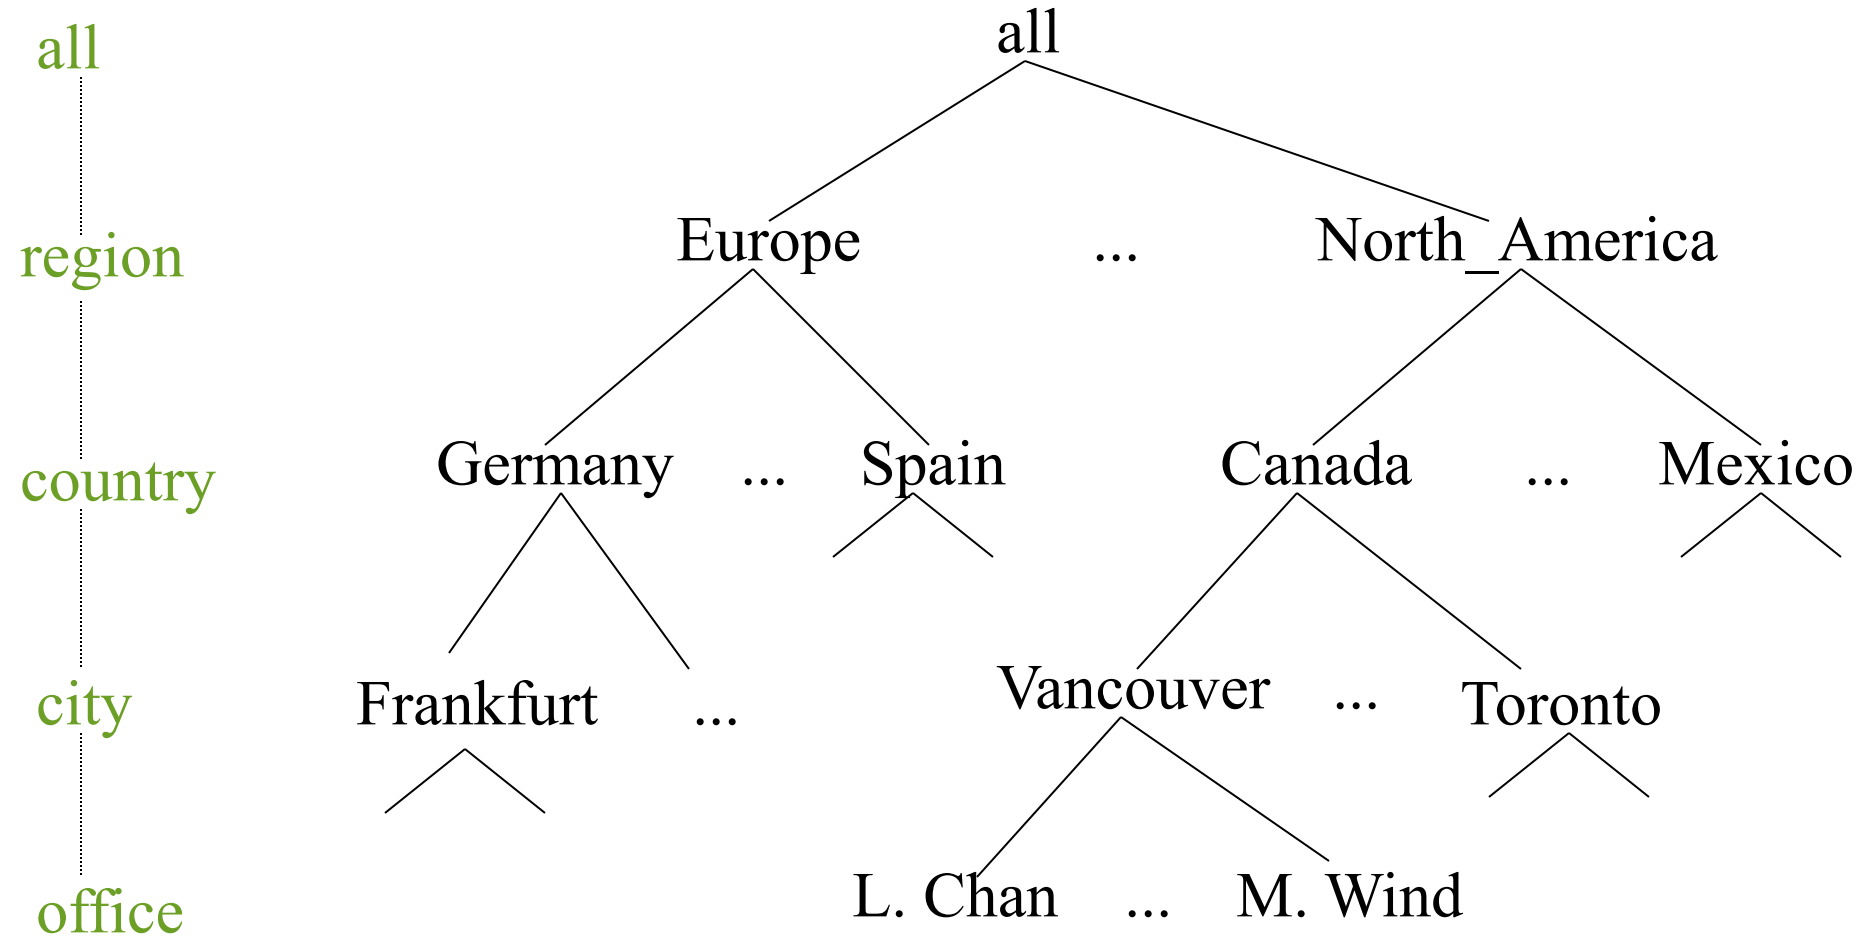 all all
region Europe ... North_America
country Germany ... Spain Canada ... Mexico
city Frankfurt ... Vancouver ... Toronto
office L. Chan ... M. Wind